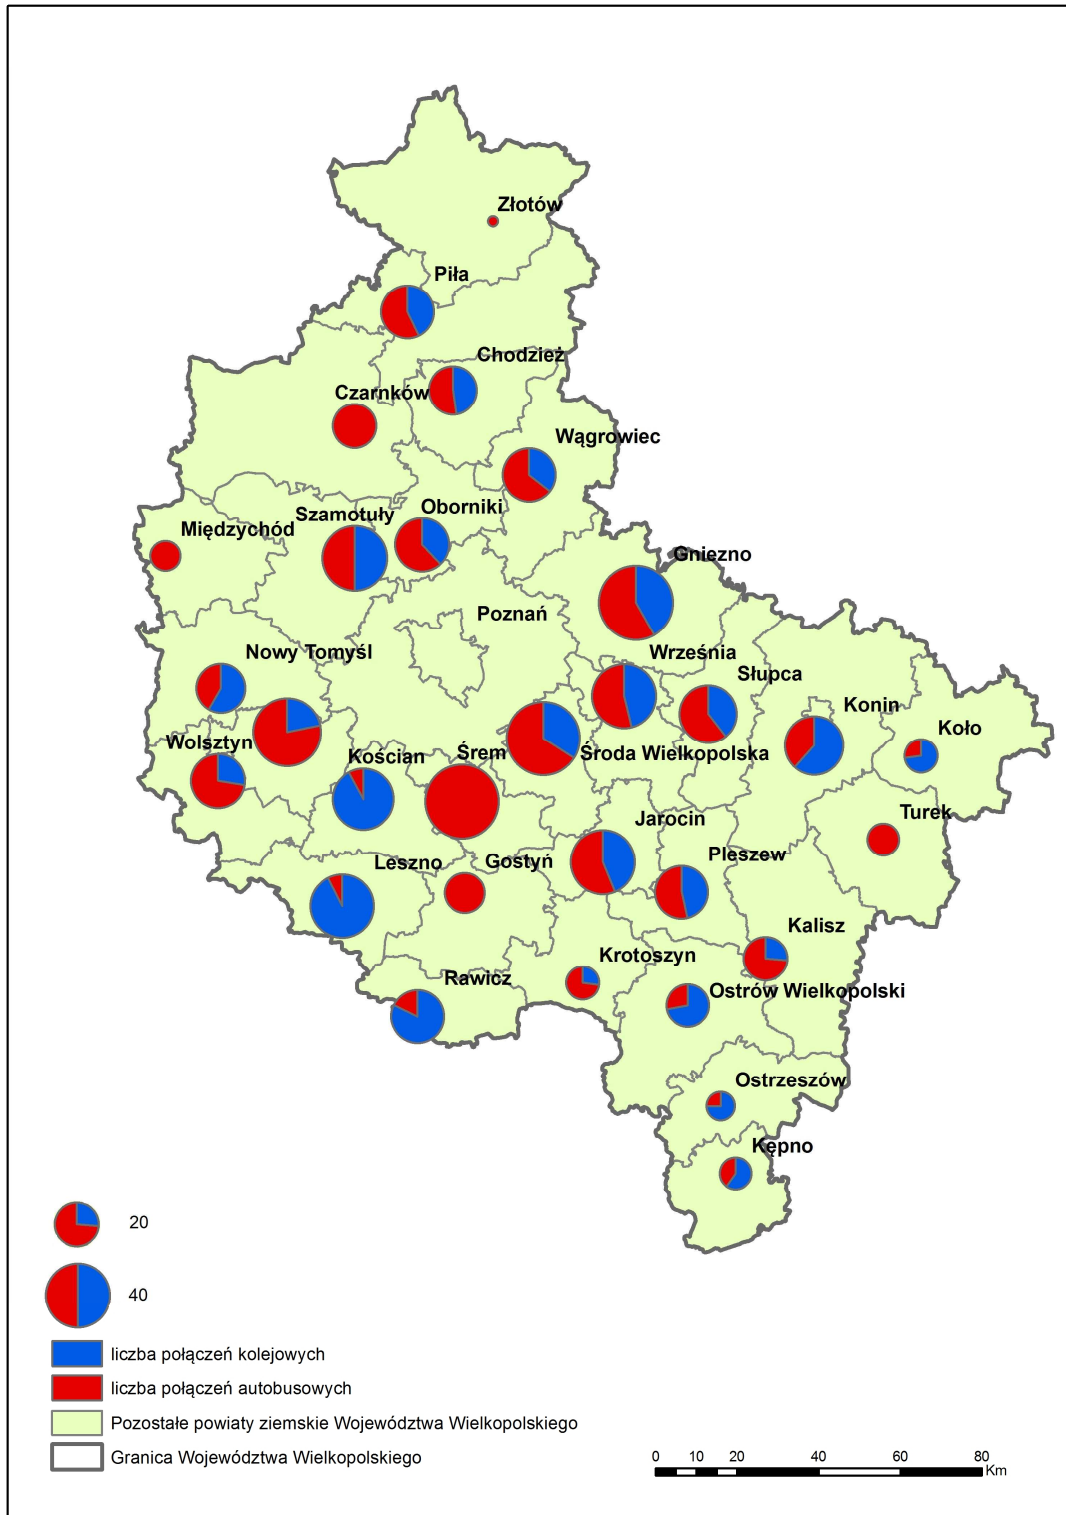 Złotów
Piła
Chodzież
Czarnków
Wągrowiec
Oborniki
Szamotuły
Międzychód
Gniezno
Poznań
Nowy Tomyśl
Września
Słupca
Konin
Koło
Wolsztyn
Kościan
Śrem
Środa Wielkopolska
Turek
Jarocin
Pleszew
Leszno
Gostyń
Kalisz
Krotoszyn
Rawicz
Ostrów Wielkopolski
Ostrzeszów
Kępno
20
40
liczba połączeń kolejowych
liczba połączeń autobusowych
Pozostałe powiaty ziemskie Województwa Wielkopolskiego
Granica Województwa Wielkopolskiego
0 10 20 40 60 80
Km